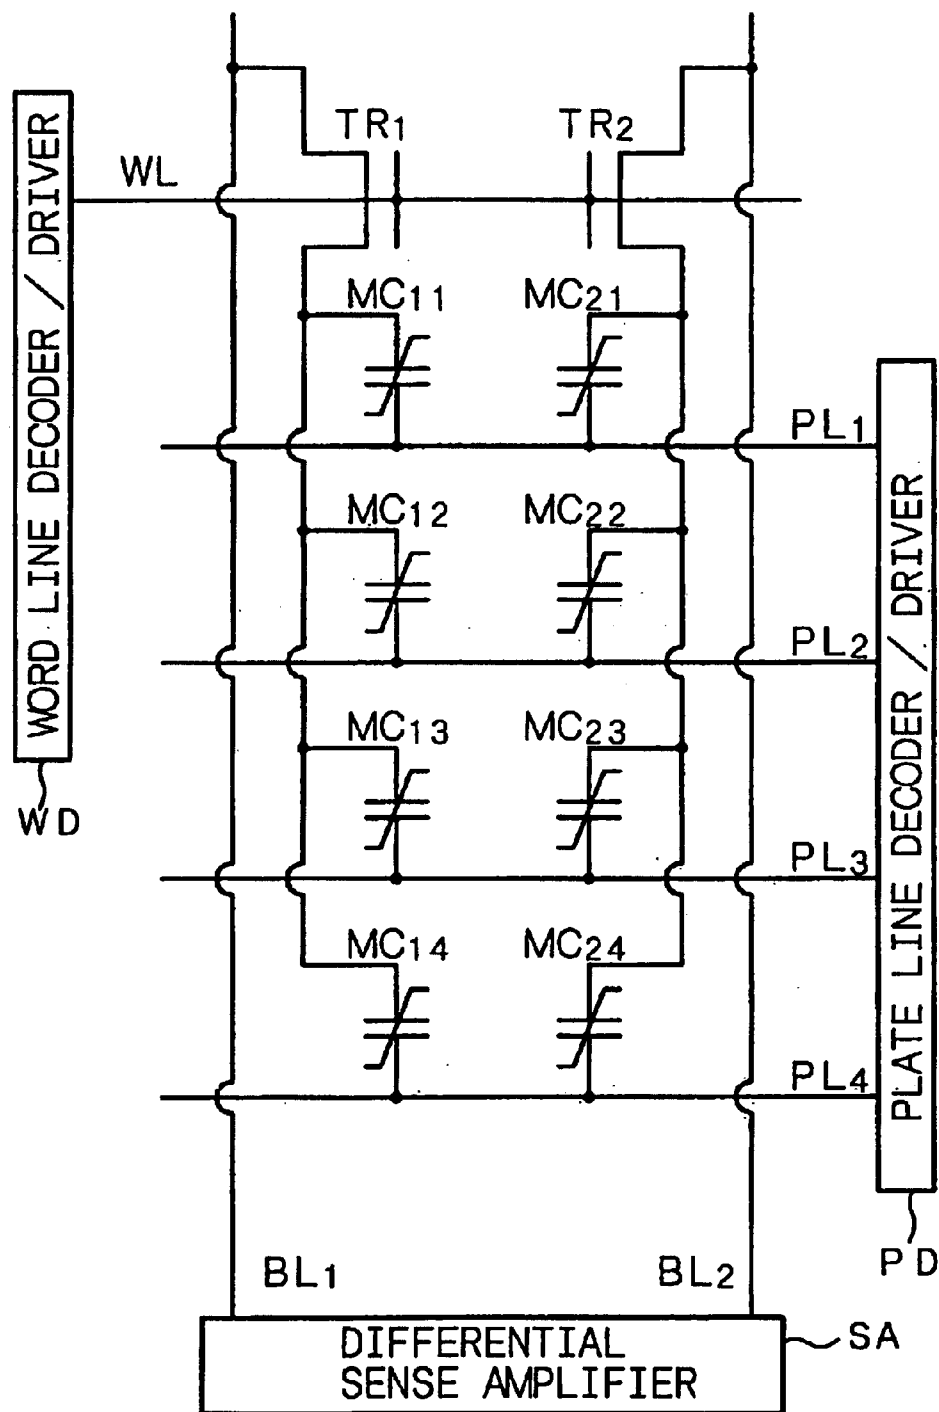 TR1
TR2
WL
WORD LINE DECODER / DRIVER
MC11
MC21
PL1
MC12
MC22
PL2
MC13
MC23
WD
PL3
MC14
MC24
PL4
PLATE LINE DECODER / DRIVER
PD
BL1
BL2
DIFFERENTIAL
SENSE AMPLIFIER
SA